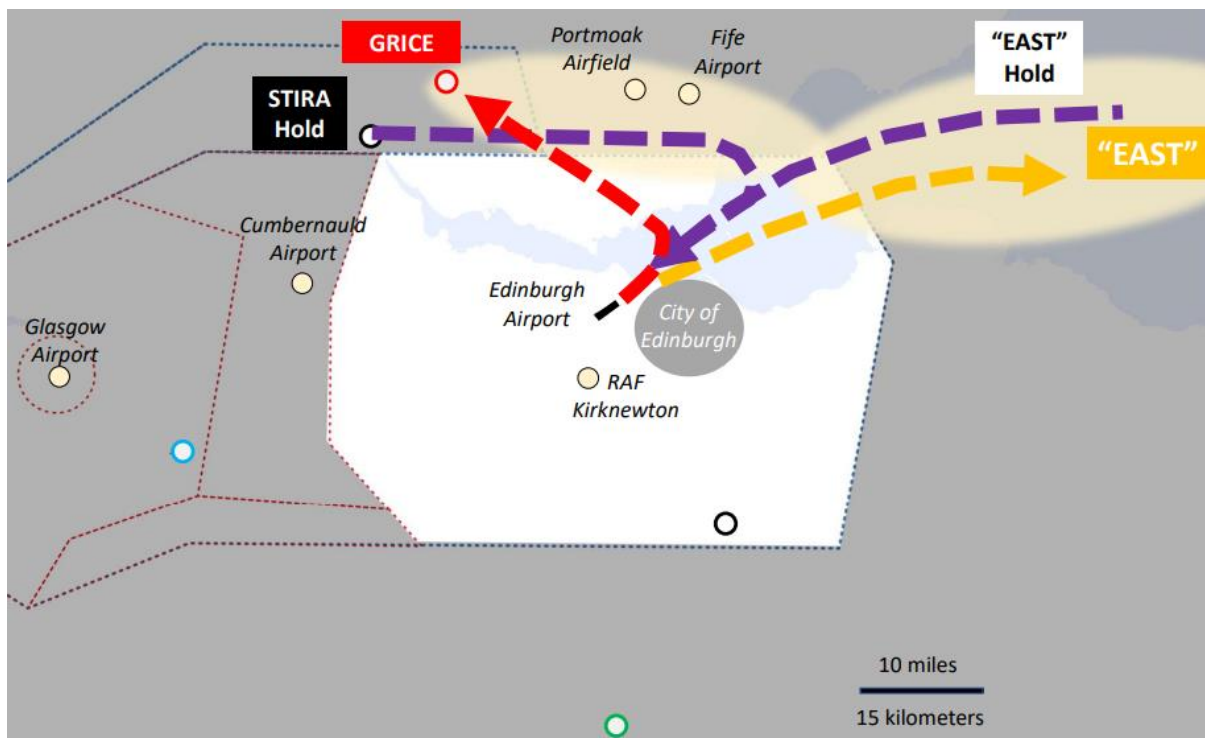 GRICE
Portmoak
Airfield
Fife
Airport
“EAST”
Hold
STIRA
Hold
“EAST”
Cumbernauld
Airport
Edinburgh
Airport
City of
Edinburgh
Glasgow
Airport
RAF
Kirknewton
10 miles
15 kilometers